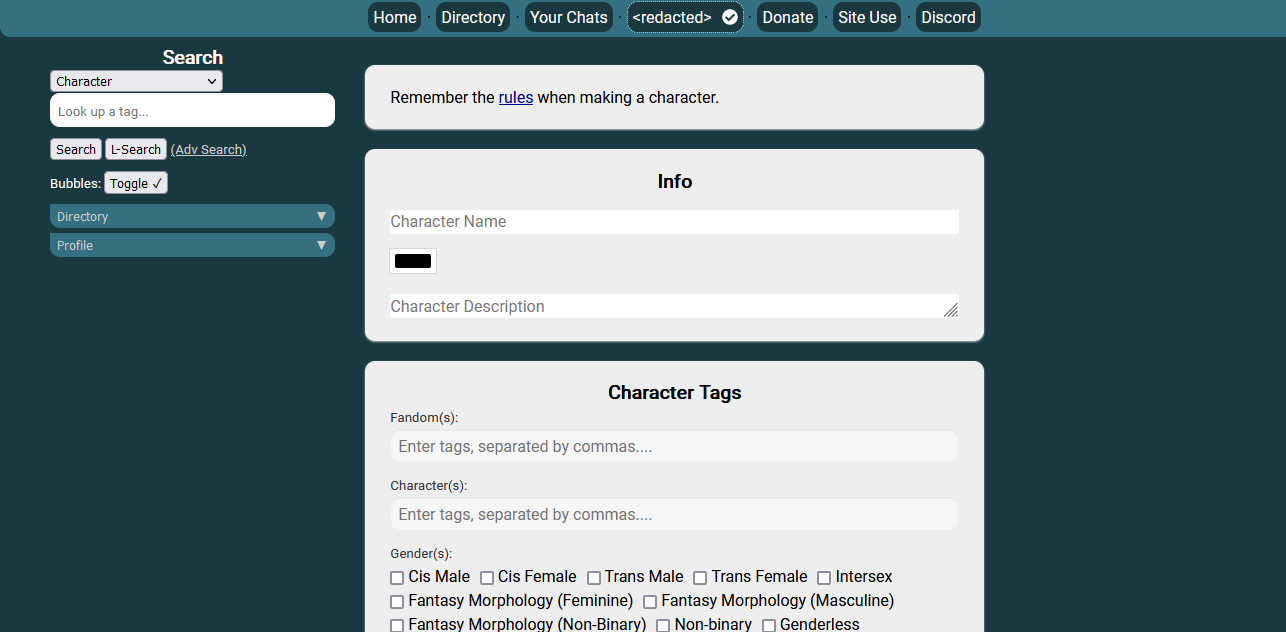 Home · Directory · Your Chats · <redacted> · Donate · Site Use · Discord
Search
Character
Look up a tag...
Search L-Search (Adv Search)
Bubbles: Toggle ✓
Directory ▼
Profile ▼
Remember the rules when making a character.
Info
Character Name
Character Description
Character Tags
Fandom(s):
Enter tags, separated by commas....
Character(s):
Enter tags, separated by commas....
Gender(s):
Cis Male Cis Female Trans Male Trans Female Intersex
Fantasy Morphology (Feminine) Fantasy Morphology (Masculine)
Fantasy Morphology (Non-Binary) Non-binary Genderless